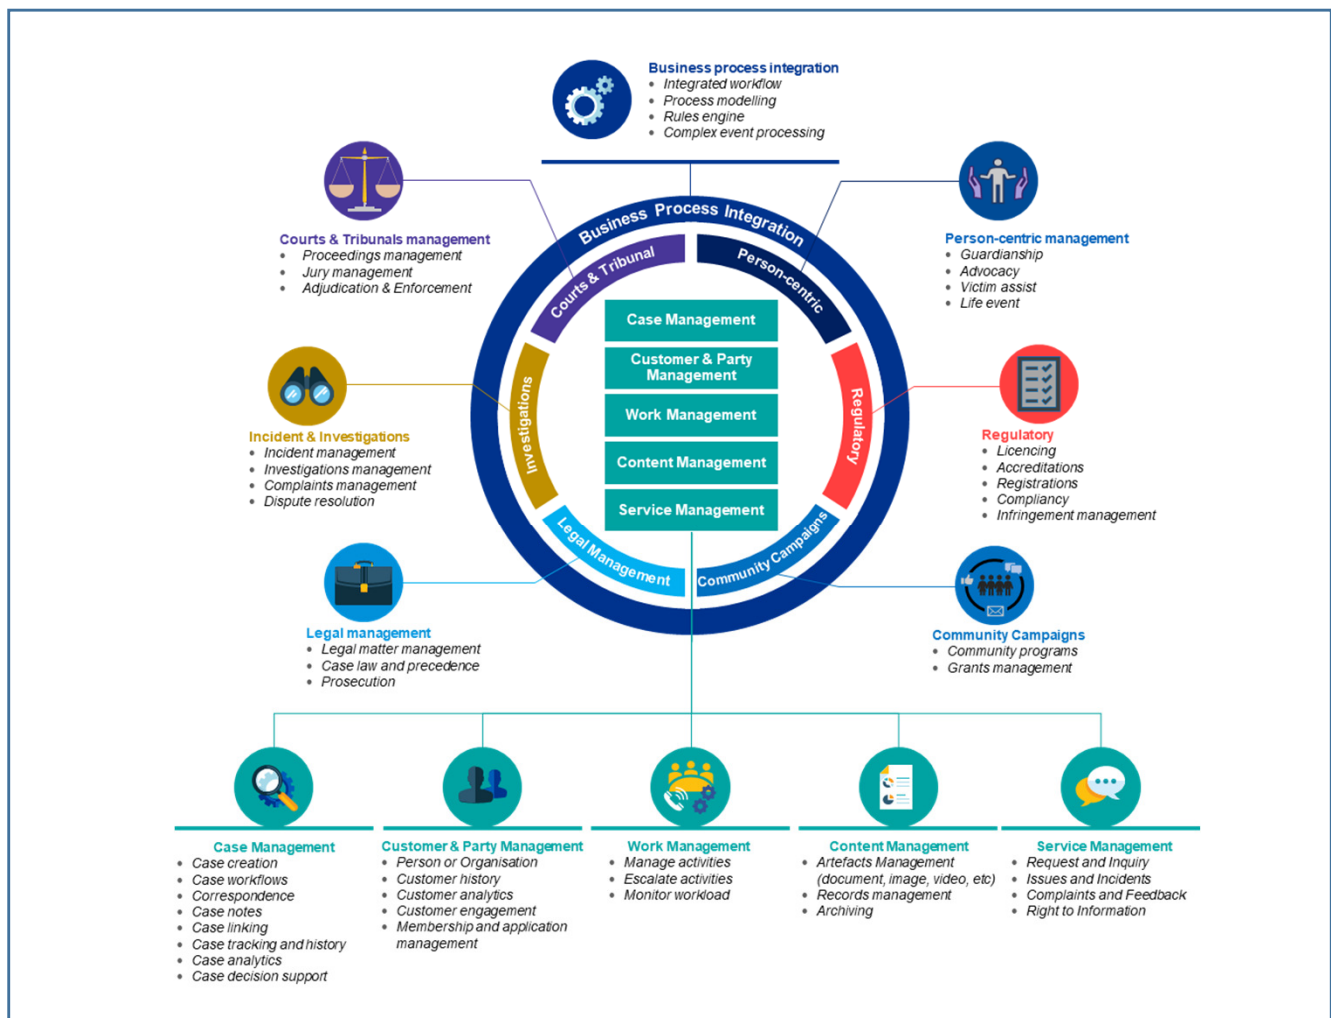 Business process integration
• Integrated workflow
• Process modelling
• Rules engine
• Complex event processing
Courts & Tribunals management
• Proceedings management
• Jury management
• Adjudication & Enforcement
Person-centric management
• Guardianship
• Advocacy
• Victim assist
• Life event
Business Process Integration
Courts & Tribunal
Person-centric
Investigations
Regulatory
Legal Management
Community Campaigns
Case Management
Customer & Party
Management
Work Management
Content Management
Service Management
Incident & Investigations
• Incident management
• Investigations management
• Complaints management
• Dispute resolution
Regulatory
• Licencing
• Accreditations
• Registrations
• Compliancy
• Infringement management
Legal management
• Legal matter management
• Case law and precedence
• Prosecution
Community Campaigns
• Community programs
• Grants management
Case Management
• Case creation
• Case workflows
• Correspondence
• Case notes
• Case linking
• Case tracking and history
• Case analytics
• Case decision support
Customer & Party Management
• Person or Organisation
• Customer history
• Customer analytics
• Customer engagement
• Membership and application
management
Work Management
• Manage activities
• Escalate activities
• Monitor workload
Content Management
• Artefacts Management
(document, image, video, etc)
• Records management
• Archiving
Service Management
• Request and Inquiry
• Issues and Incidents
• Complaints and Feedback
• Right to Information